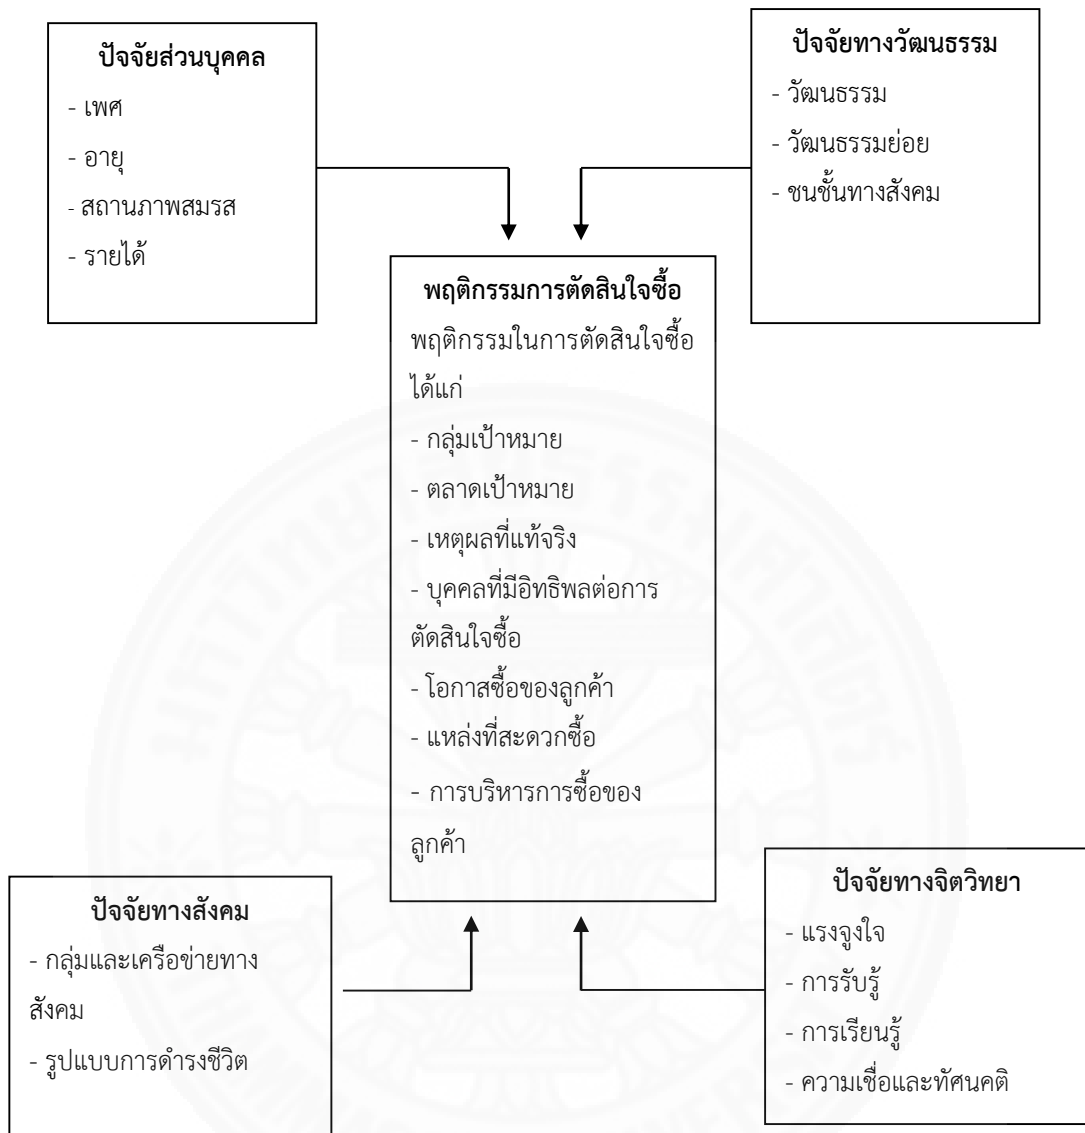 ปัจจัยส่วนบุคคล
- เพศ
- อายุ
- สถานภาพสมรส
- รายได้
ปัจจัยทางวัฒนธรรม
- วัฒนธรรม
- วัฒนธรรมย่อย
- ชนชั้นทางสังคม
พฤติกรรมการตัดสินใจซื้อ
พฤติกรรมในการตัดสินใจซื้อ
ได้แก่
- กลุ่มเป้าหมาย
- ตลาดเป้าหมาย
- เหตุผลที่แท้จริง
- บุคคลที่มีอิทธิพลต่อการ
ตัดสินใจซื้อ
- โอกาสซื้อของลูกค้า
- แหล่งที่สะดวกซื้อ
- การบริหารการซื้อของ
ลูกค้า
ปัจจัยทางสังคม
- กลุ่มและเครือข่ายทาง
สังคม
- รูปแบบการดำรงชีวิต
ปัจจัยทางจิตวิทยา
- แรงจูงใจ
- การรับรู้
- การเรียนรู้
- ความเชื่อและทัศนคติ